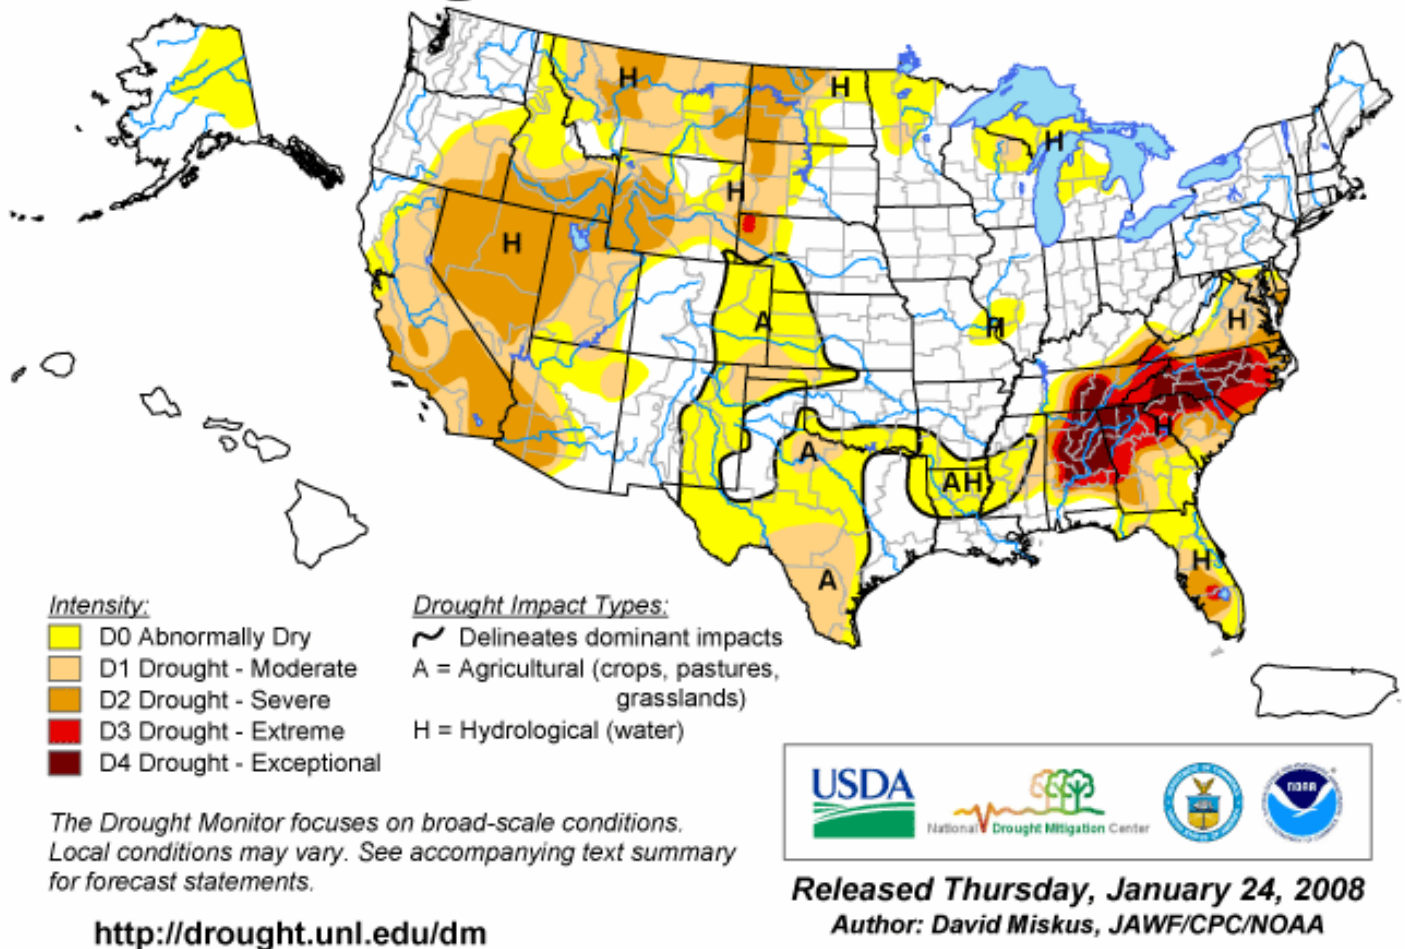 H
H
H
H
H
H
A
H
H
H
A
AH
H
A
Intensity:
D0 Abnormally Dry
D1 Drought - Moderate
D2 Drought - Severe
D3 Drought - Extreme
D4 Drought - Exceptional
Drought Impact Types:
Delineates dominant impacts
A = Agricultural (crops, pastures,
grasslands)
H = Hydrological (water)
The Drought Monitor focuses on broad-scale conditions.
Local conditions may vary. See accompanying text summary
for forecast statements.
http://drought.unl.edu/dm
USDA
National Drought Mitigation Center
NOAA
Released Thursday, January 24, 2008
Author: David Miskus, JAWF/CPC/NOAA